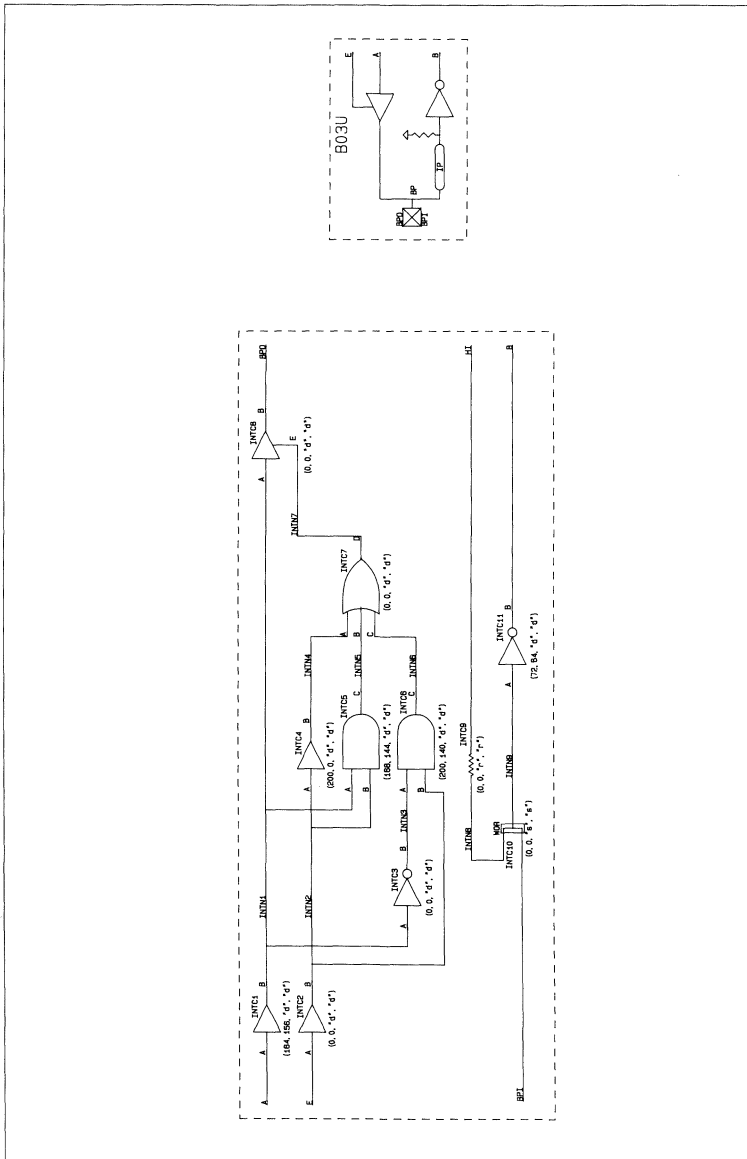 B03U
E
A
B
BPO
BPI
BP
IP
A
A
INTC1
B
(164, 156, "d", "d")
INTN1
E
A
INTC2
B
(0, 0, "d", "d")
INTN2
A
INTC3
B
(0, 0, "d", "d")
INTN3
A
INTC4
B
(200, 0, "d", "d")
INTN4
A
B
INTC5
C
(168, 144, "d", "d")
INTN5
A
B
INTC6
C
(200, 140, "d", "d")
INTN6
A
B
C
INTC7
D
(0, 0, "d", "d")
INTN7
A
INTC8
B
E
(0, 0, "d", "d")
BPO
INTN8
INTC9
(0, 0, "r", "r")
HI
BPI
INTC10
WOR
(0, 0, "s", "s")
INTN9
A
INTC11
B
(72, 64, "d", "d")
B